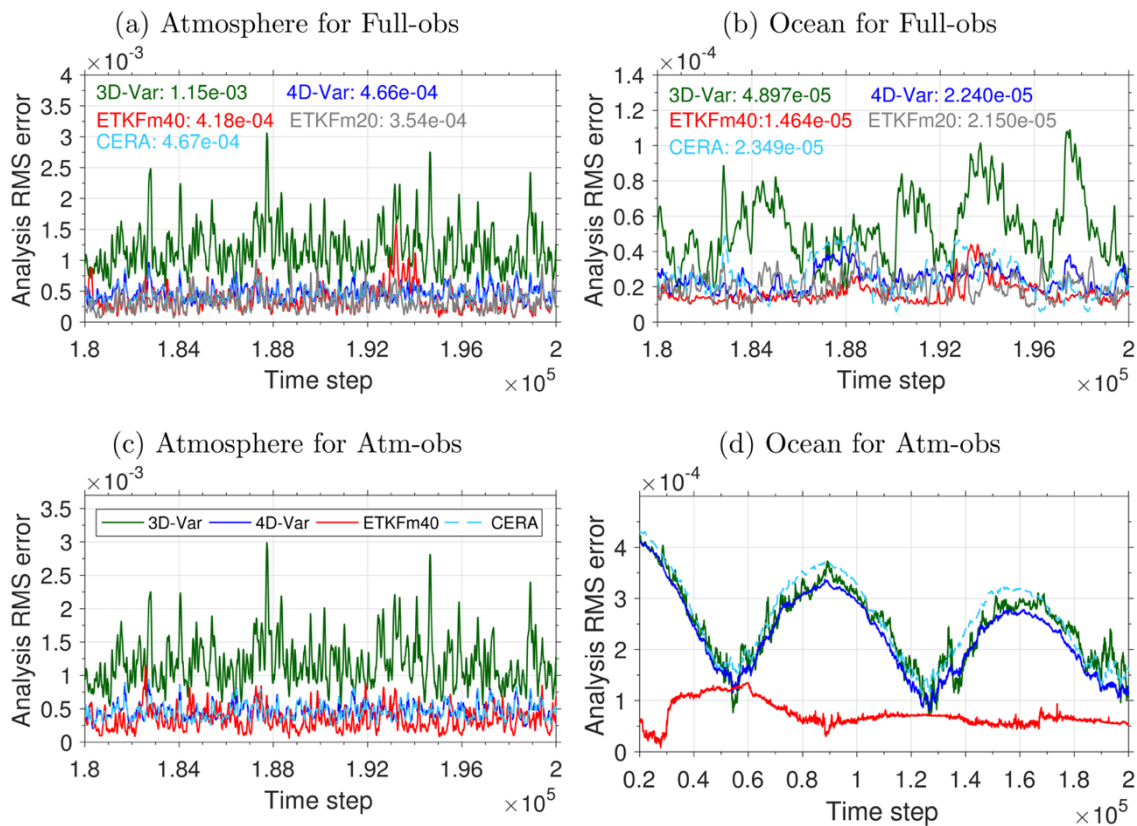 (a) Atmosphere for Full-obs
×10⁻³
4
3.5
3
2.5
2
1.5
1
0.5
0
Analysis RMS error
3D-Var: 1.15e-03 4D-Var: 4.66e-04
ETKFm40: 4.18e-04 ETKFm20: 3.54e-04
CERA: 4.67e-04
1.8 1.84 1.88 1.92 1.96 2
Time step ×10⁵
(b) Ocean for Full-obs
×10⁻⁴
1.4
1.2
1
0.8
0.6
0.4
0.2
0
Analysis RMS error
3D-Var: 4.897e-05 4D-Var: 2.240e-05
ETKFm40:1.464e-05 ETKFm20: 2.150e-05
CERA: 2.349e-05
1.8 1.84 1.88 1.92 1.96 2
Time step ×10⁵
(c) Atmosphere for Atm-obs
×10⁻³
3.5
3
2.5
2
1.5
1
0.5
0
Analysis RMS error
3D-Var 4D-Var ETKFm40 CERA
1.8 1.84 1.88 1.92 1.96 2
Time step ×10⁵
(d) Ocean for Atm-obs
×10⁻⁴
4
3
2
1
0
Analysis RMS error
0.2 0.6 1 1.2 1.4 1.6 1.8 2
Time step ×10⁵